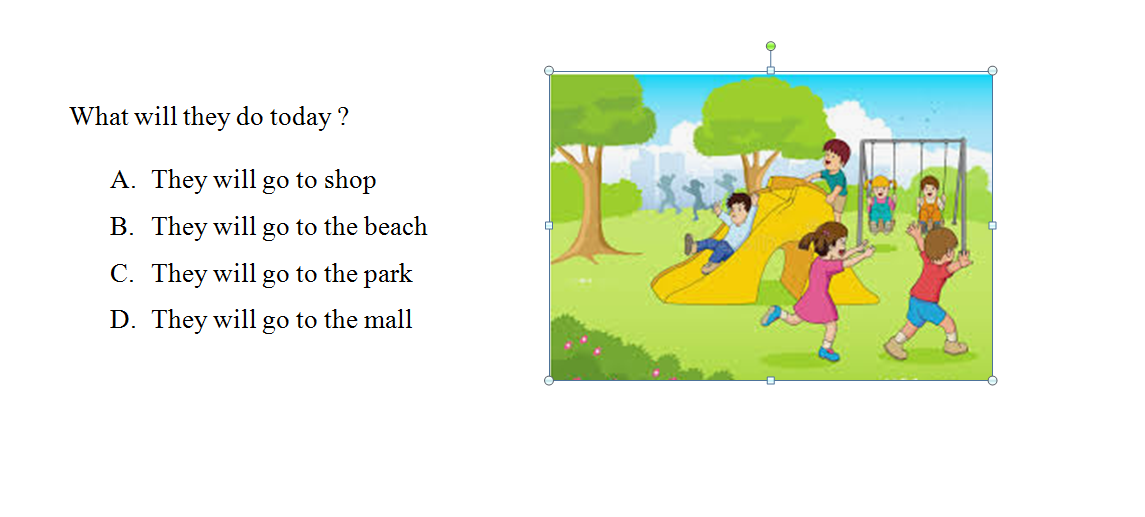 What will they do today ?
A. They will go to shop
B. They will go to the beach
C. They will go to the park
D. They will go to the mall